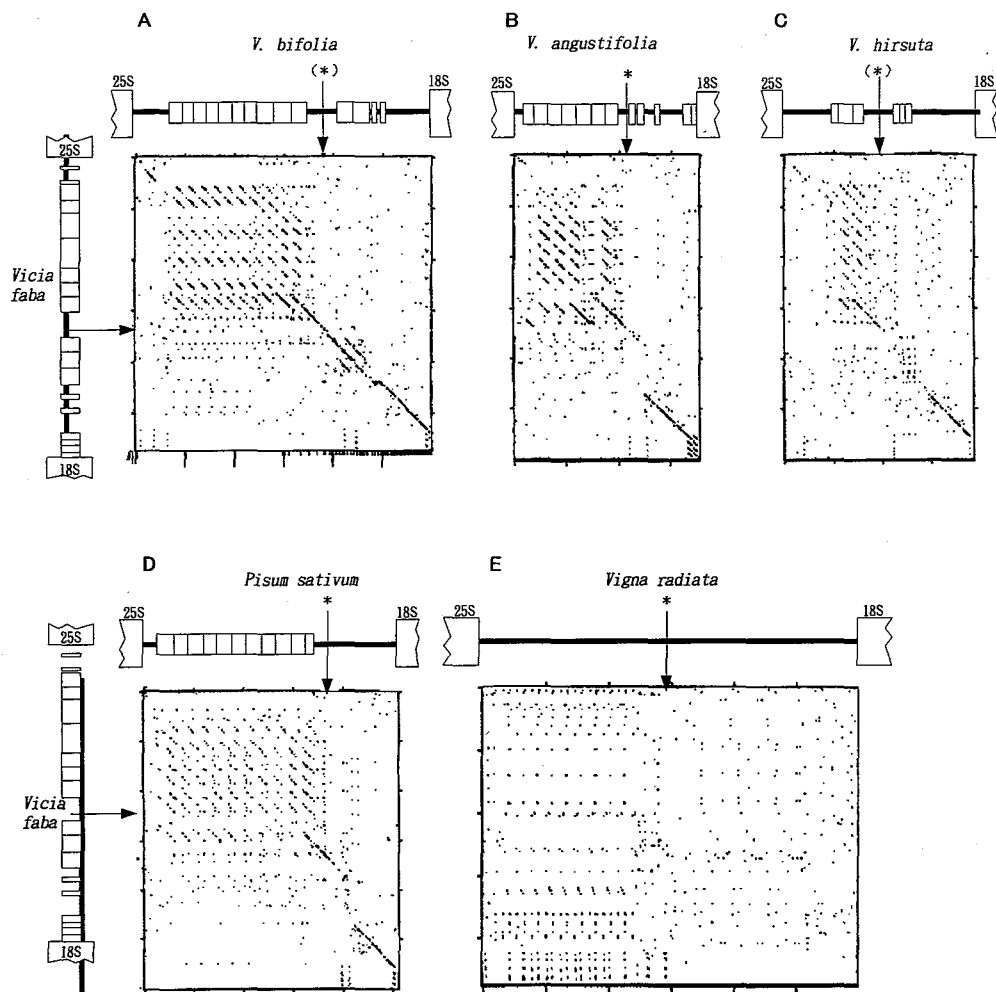 A
B
C
V. bifolia
V. angustifolia
V. hirsuta
(*)
*
(*)
25S
18S
25S
18S
25S
18S
25S
Vicia
faba
18S
D
E
Pisum sativum
Vigna radiata
*
*
25S
18S
25S
18S
25S
Vicia
faba
18S